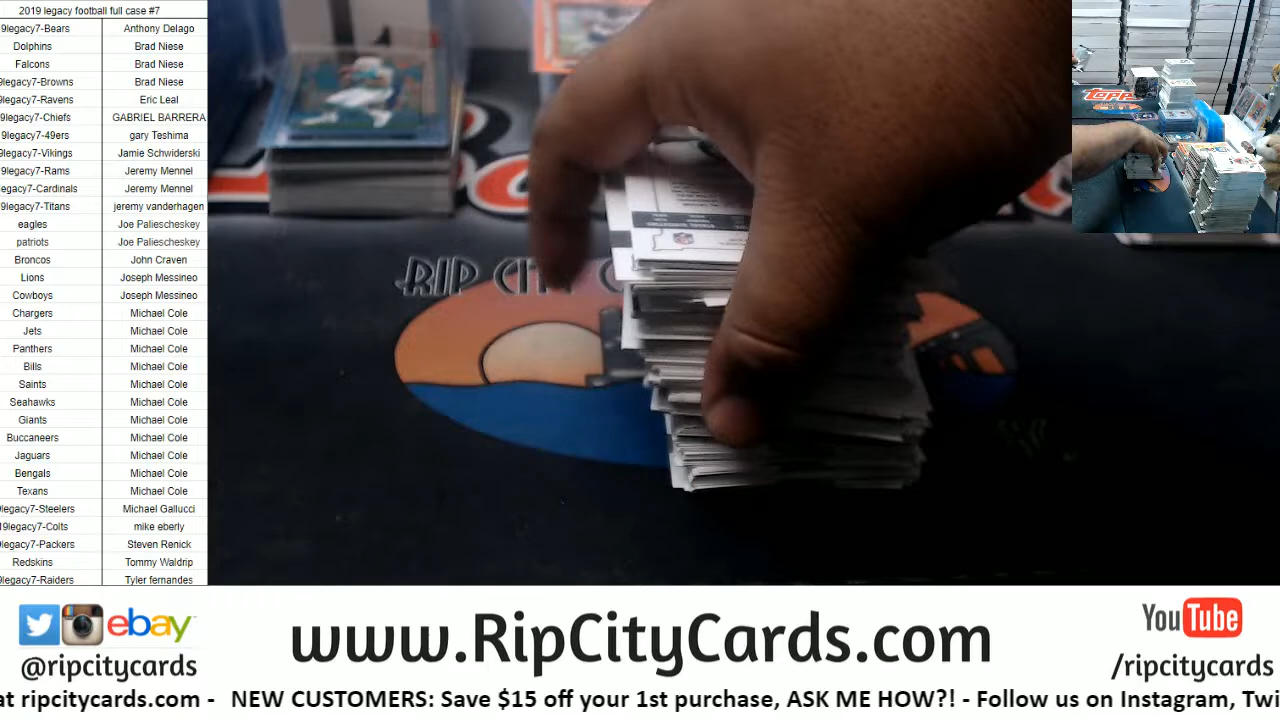 2019 legacy football full case #7
9legacy7-Bears Anthony Delago
Dolphins Brad Niese
Falcons Brad Niese
9legacy7-Browns Brad Niese
9legacy7-Ravens Eric Leal
9legacy7-Chiefs GABRIEL BARRERA
9legacy7-49ers gary Teshima
9legacy7-Vikings Jamie Schwiderski
9legacy7-Rams Jeremy Mennel
legacy7-Cardinals Jeremy Mennel
9legacy7-Titans jeremy vanderhagen
eagles Joe Paliescheskey
patriots Joe Paliescheskey
Broncos John Craven
Lions Joseph Messineo
Cowboys Joseph Messineo
Chargers Michael Cole
Jets Michael Cole
Panthers Michael Cole
Bills Michael Cole
Saints Michael Cole
Seahawks Michael Cole
Giants Michael Cole
Buccaneers Michael Cole
Jaguars Michael Cole
Bengals Michael Cole
Texans Michael Cole
9legacy7-Steelers Michael Gallucci
19legacy7-Colts mike eberly
9legacy7-Packers Steven Renick
Redskins Tommy Waldrip
9legacy7-Raiders Tyler fernandes
RIP CITY
TOPPS
ebay
@ripcitycards
www.RipCityCards.com
YouTube
/ripcitycards
at ripcitycards.com - NEW CUSTOMERS: Save $15 off your 1st purchase, ASK ME HOW?! - Follow us on Instagram, Twi